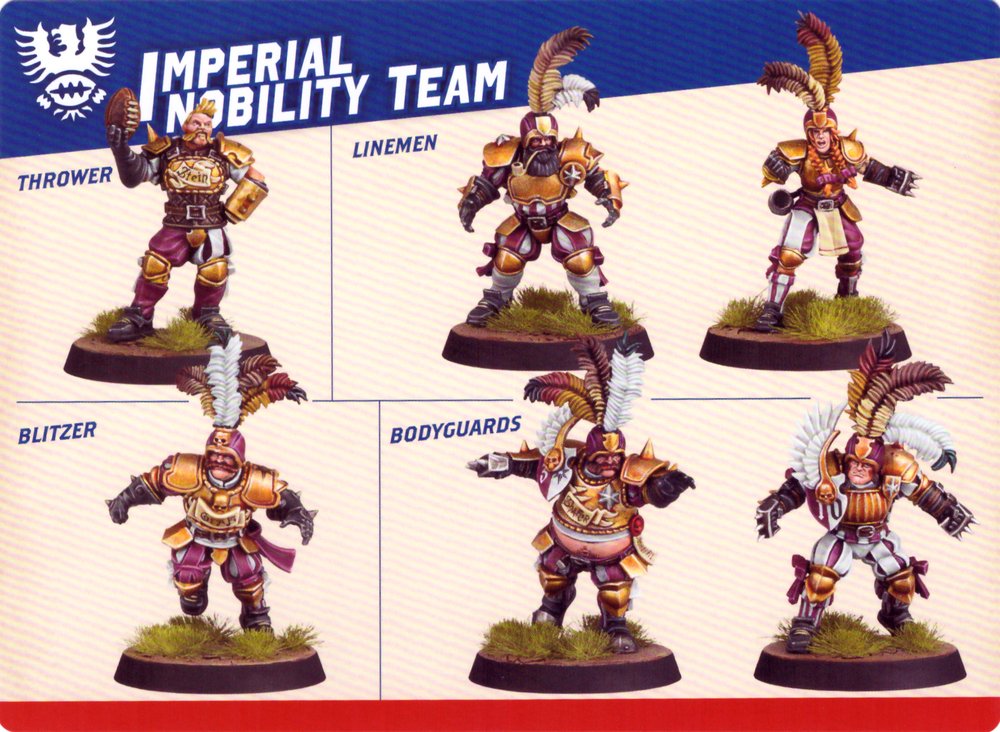 IMPERIAL
NOBILITY TEAM
THROWER
LINEMEN
BLITZER
BODYGUARDS